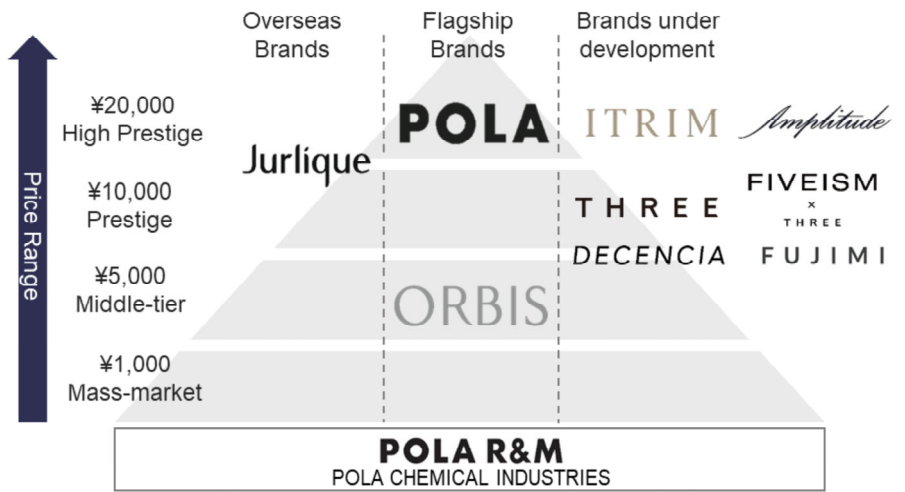 Overseas
Brands
Flagship
Brands
Brands under
development
Price Range
¥20,000
High Prestige
POLA
ITRIM
Amplitude
Jurlique
¥10,000
Prestige
THREE
FIVEISM
×
THREE
DECENCIA
FUJIMI
¥5,000
Middle-tier
ORBIS
¥1,000
Mass-market
POLA R&M
POLA CHEMICAL INDUSTRIES